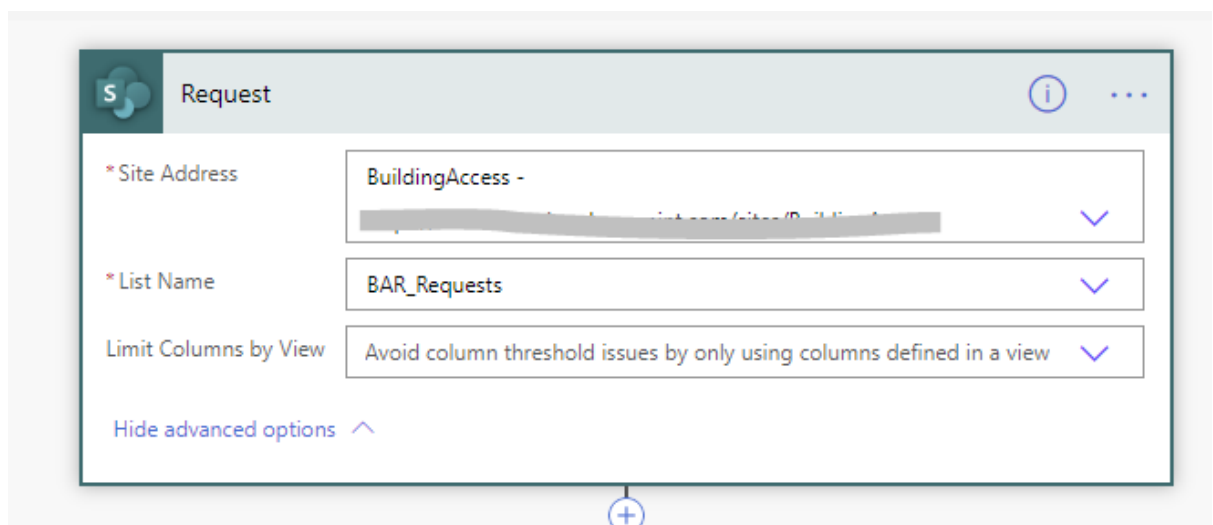 S
Request
* Site Address
BuildingAccess -
* List Name
BAR_Requests
Limit Columns by View
Avoid column threshold issues by only using columns defined in a view
Hide advanced options